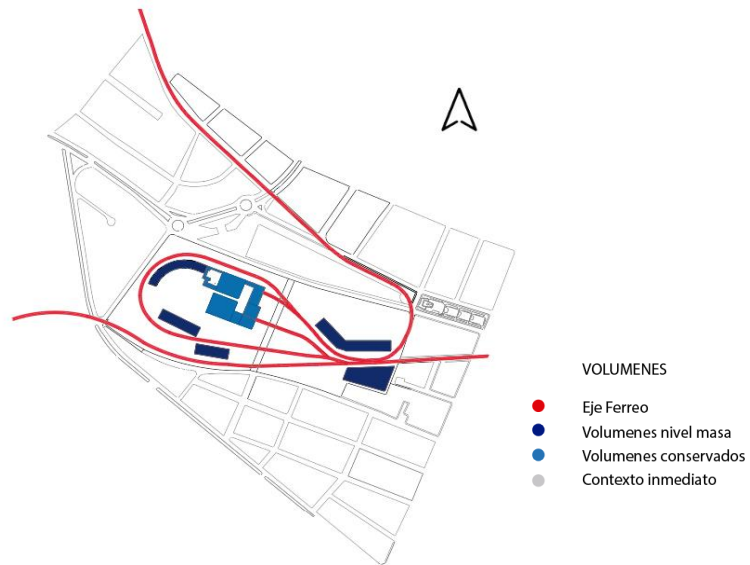 VOLUMENES
Eje Ferreo
Volumenes nivel masa
Volumenes conservados
Contexto inmediato